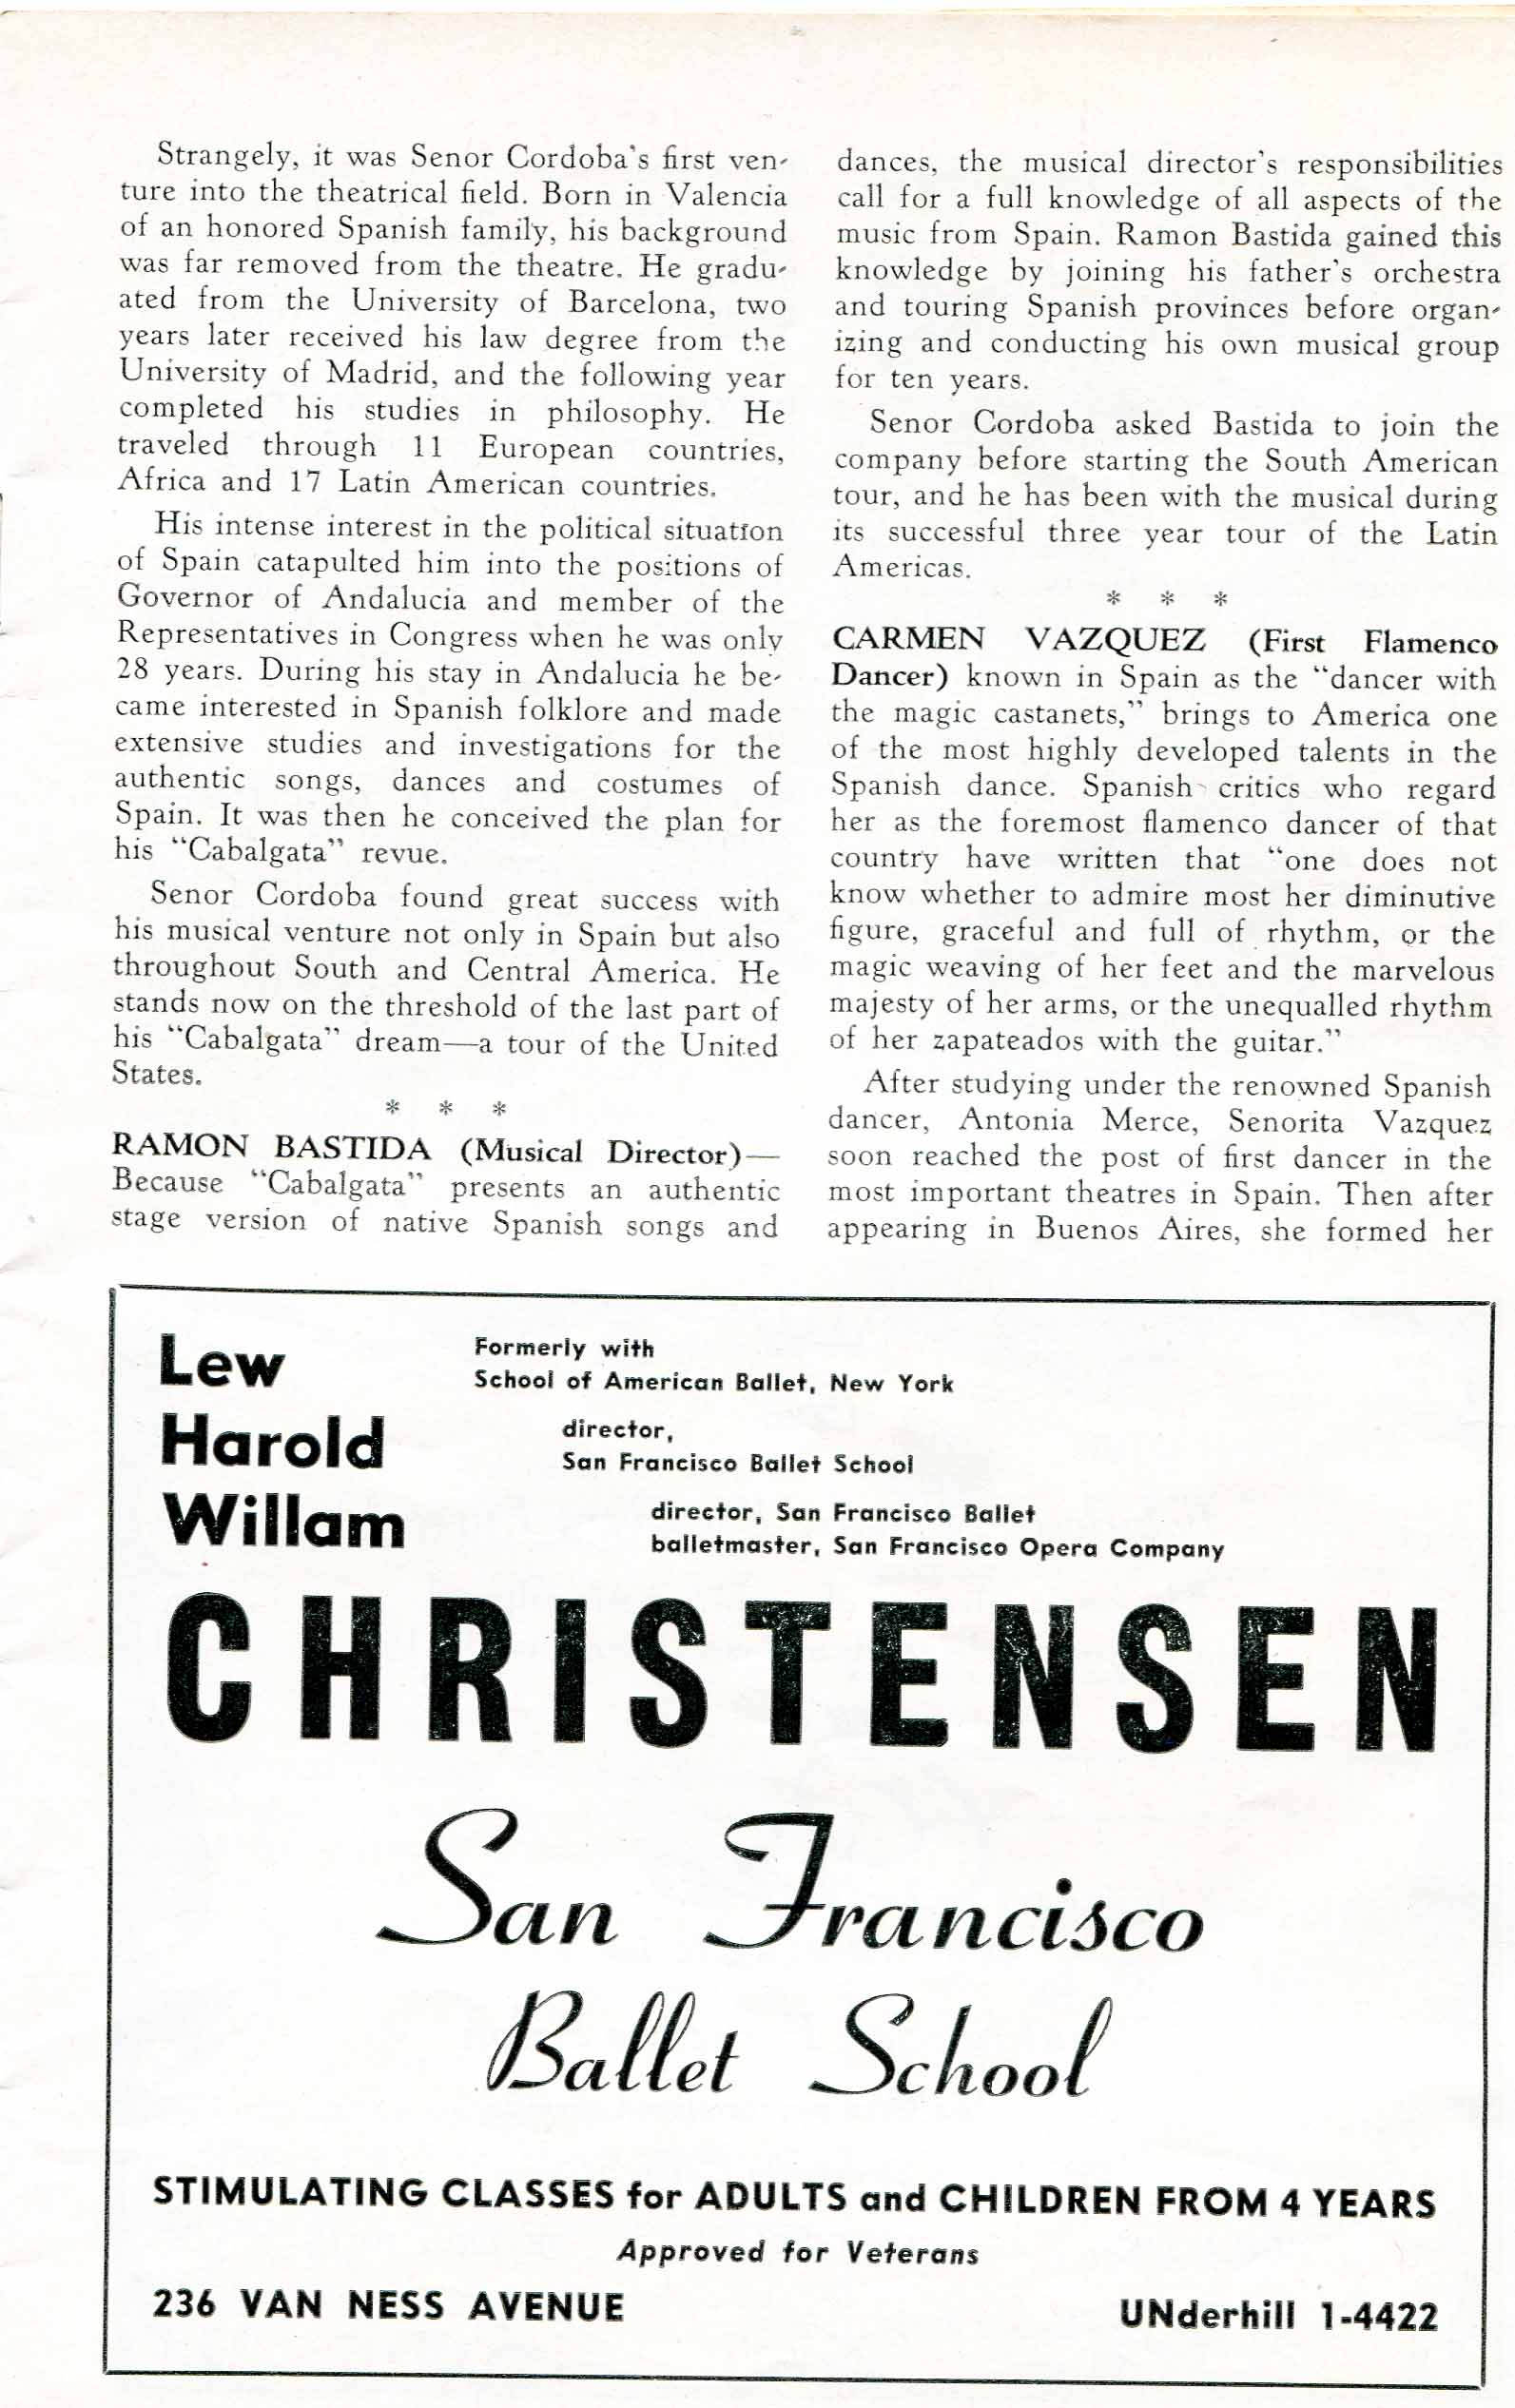 Strangely, it was Senor Cordoba's first ven-
ture into the theatrical field. Born in Valencia
of an honored Spanish family, his background
was far removed from the theatre. He gradu-
ated from the University of Barcelona, two
years later received his law degree from the
University of Madrid, and the following year
completed his studies in philosophy. He
traveled through 11 European countries,
Africa and 17 Latin American countries.
His intense interest in the political situation
of Spain catapulted him into the positions of
Governor of Andalucia and member of the
Representatives in Congress when he was only
28 years. During his stay in Andalucia he be-
came interested in Spanish folklore and made
extensive studies and investigations for the
authentic songs, dances and costumes of
Spain. It was then he conceived the plan for
his "Cabalgata" revue.
Senor Cordoba found great success with
his musical venture not only in Spain but also
throughout South and Central America. He
stands now on the threshold of the last part of
his "Cabalgata" dream—a tour of the United
States.
* * *
RAMON BASTIDA (Musical Director)—
Because "Cabalgata" presents an authentic
stage version of native Spanish songs and
dances, the musical director's responsibilities
call for a full knowledge of all aspects of the
music from Spain. Ramon Bastida gained this
knowledge by joining his father's orchestra
and touring Spanish provinces before organ-
izing and conducting his own musical group
for ten years.
Senor Cordoba asked Bastida to join the
company before starting the South American
tour, and he has been with the musical during
its successful three year tour of the Latin
Americas.
* * *
CARMEN VAZQUEZ (First Flamenco
Dancer) known in Spain as the "dancer with
the magic castanets," brings to America one
of the most highly developed talents in the
Spanish dance. Spanish critics who regard
her as the foremost flamenco dancer of that
country have written that "one does not
know whether to admire most her diminutive
figure, graceful and full of rhythm, or the
magic weaving of her feet and the marvelous
majesty of her arms, or the unequalled rhythm
of her zapateados with the guitar."
After studying under the renowned Spanish
dancer, Antonia Merce, Senorita Vazquez
soon reached the post of first dancer in the
most important theatres in Spain. Then after
appearing in Buenos Aires, she formed her
Lew
Formerly with
School of American Ballet, New York
Harold
director,
San Francisco Ballet School
Willam
director, San Francisco Ballet
balletmaster, San Francisco Opera Company
CHRISTENSEN
San Francisco
Ballet School
STIMULATING CLASSES for ADULTS and CHILDREN FROM 4 YEARS
Approved for Veterans
236 VAN NESS AVENUE UNderhill 1-4422